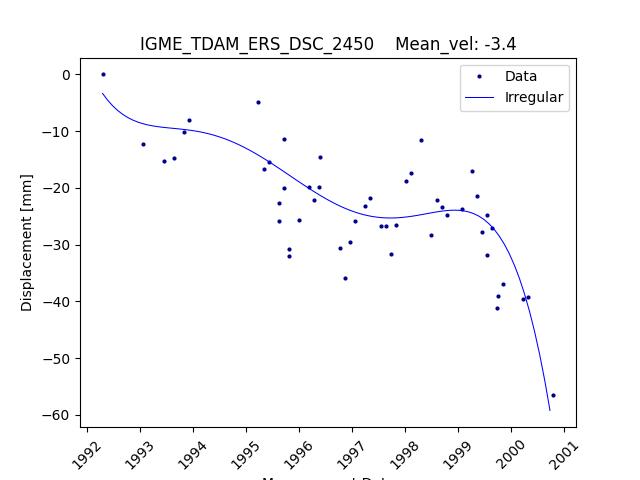 IGME_TDAM_ERS_DSC_2450    Mean_vel: -3.4
Data
Irregular
Displacement [mm]
0
−10
−20
−30
−40
−50
−60
1992 1993 1994 1995 1996 1997 1998 1999 2000 2001